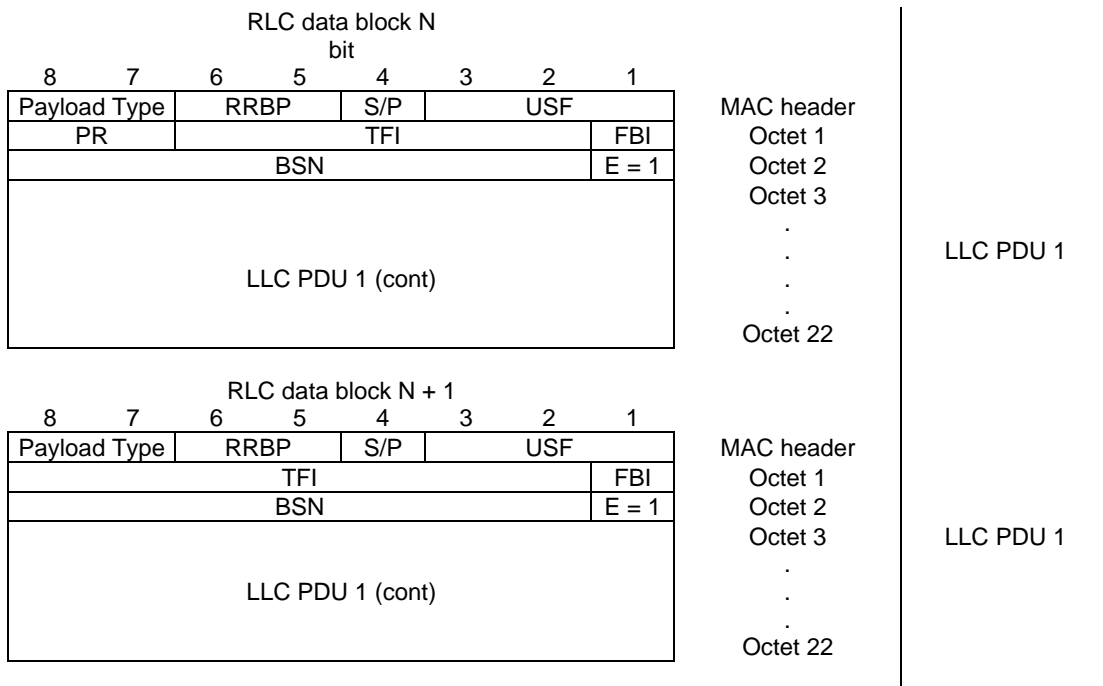 RLC data block N
bit
8 7 6 5 4 3 2 1
Payload Type RRBP S/P USF MAC header
PR TFI FBI Octet 1
BSN E = 1 Octet 2
Octet 3
.
. LLC PDU 1
LLC PDU 1 (cont) .
.
Octet 22
RLC data block N + 1
8 7 6 5 4 3 2 1
Payload Type RRBP S/P USF MAC header
TFI FBI Octet 1
BSN E = 1 Octet 2
Octet 3 LLC PDU 1
.
LLC PDU 1 (cont) .
.
Octet 22